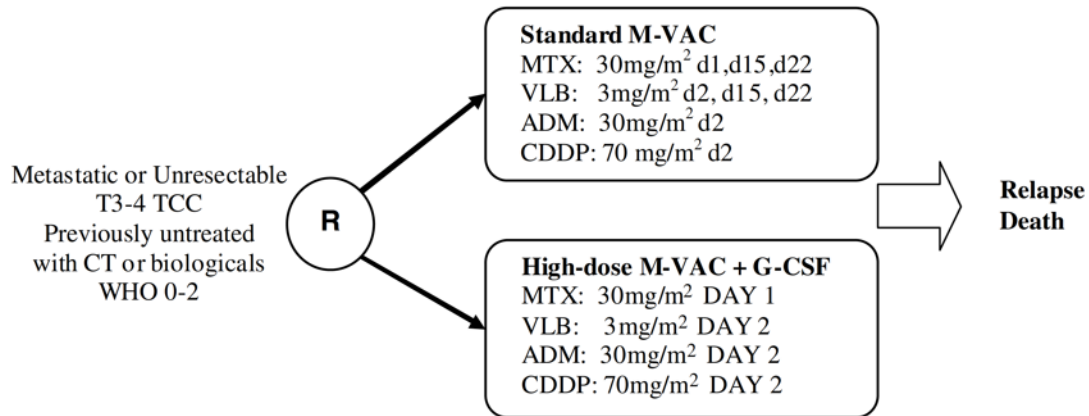 Metastatic or Unresectable
T3-4 TCC
Previously untreated
with CT or biologicals
WHO 0-2
R
Standard M-VAC
MTX: 30mg/m² d1,d15,d22
VLB: 3mg/m² d2, d15, d22
ADM: 30mg/m² d2
CDDP: 70 mg/m² d2
High-dose M-VAC + G-CSF
MTX: 30mg/m² DAY 1
VLB: 3mg/m² DAY 2
ADM: 30mg/m² DAY 2
CDDP: 70mg/m² DAY 2
Relapse
Death